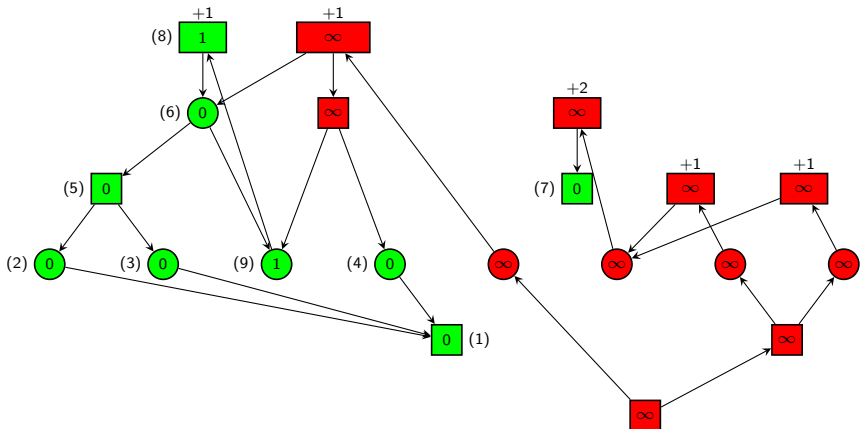 +1 +1
(8) 1 ∞
+2
(6) 0 ∞ ∞
+1 +1
(5) 0 (7) 0 ∞ ∞
(2) 0 (3) 0 (9) 1 (4) 0 ∞ ∞ ∞ ∞
0 (1) ∞
∞